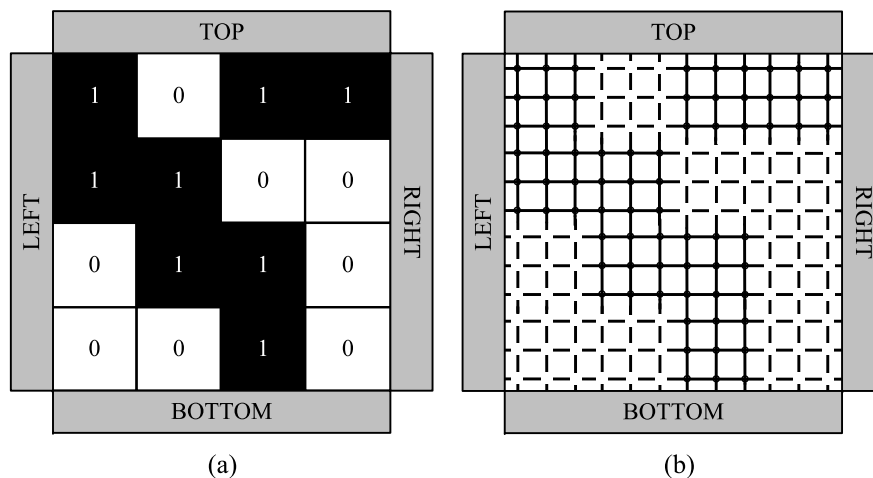 TOP
TOP
1 0 1 1
LEFT
1 1 0 0
RIGHT
LEFT
RIGHT
0 1 1 0
0 0 1 0
BOTTOM
BOTTOM
(a)
(b)